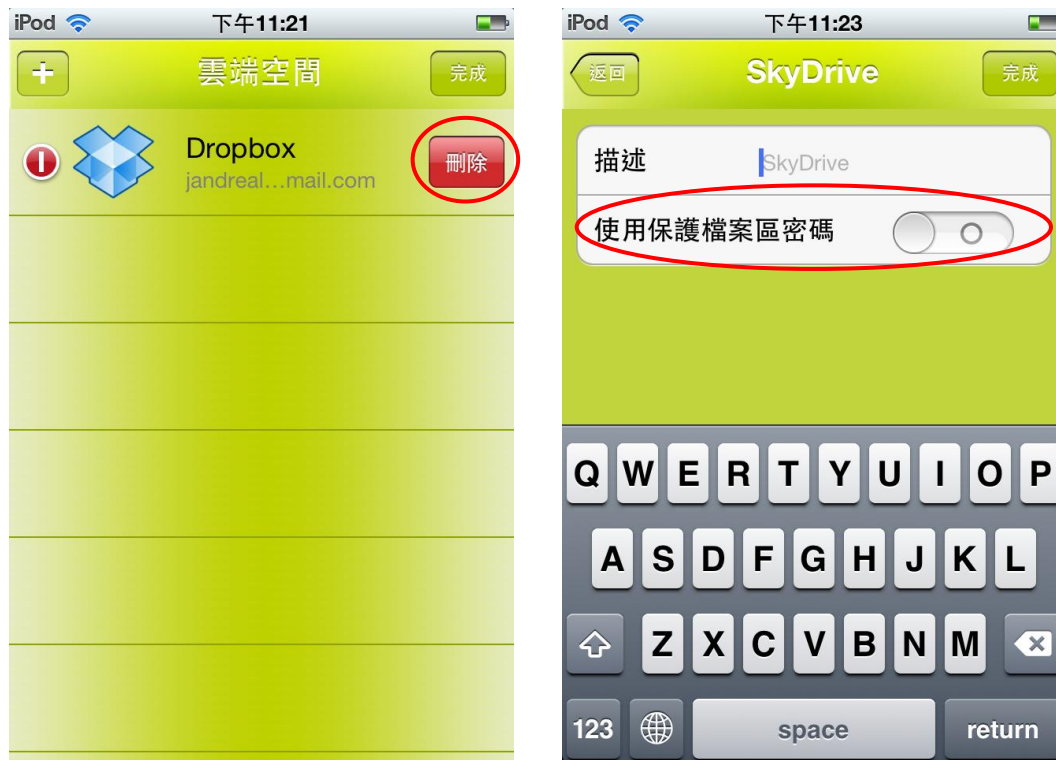 iPod 下午11:21
+ 雲端空間 完成
Dropbox 刪除
jandreal...mail.com
iPod 下午11:23
返回 SkyDrive 完成
描述 SkyDrive
使用保護檔案區密碼
Q W E R T Y U I O P
A S D F G H J K L
Z X C V B N M
123 space return